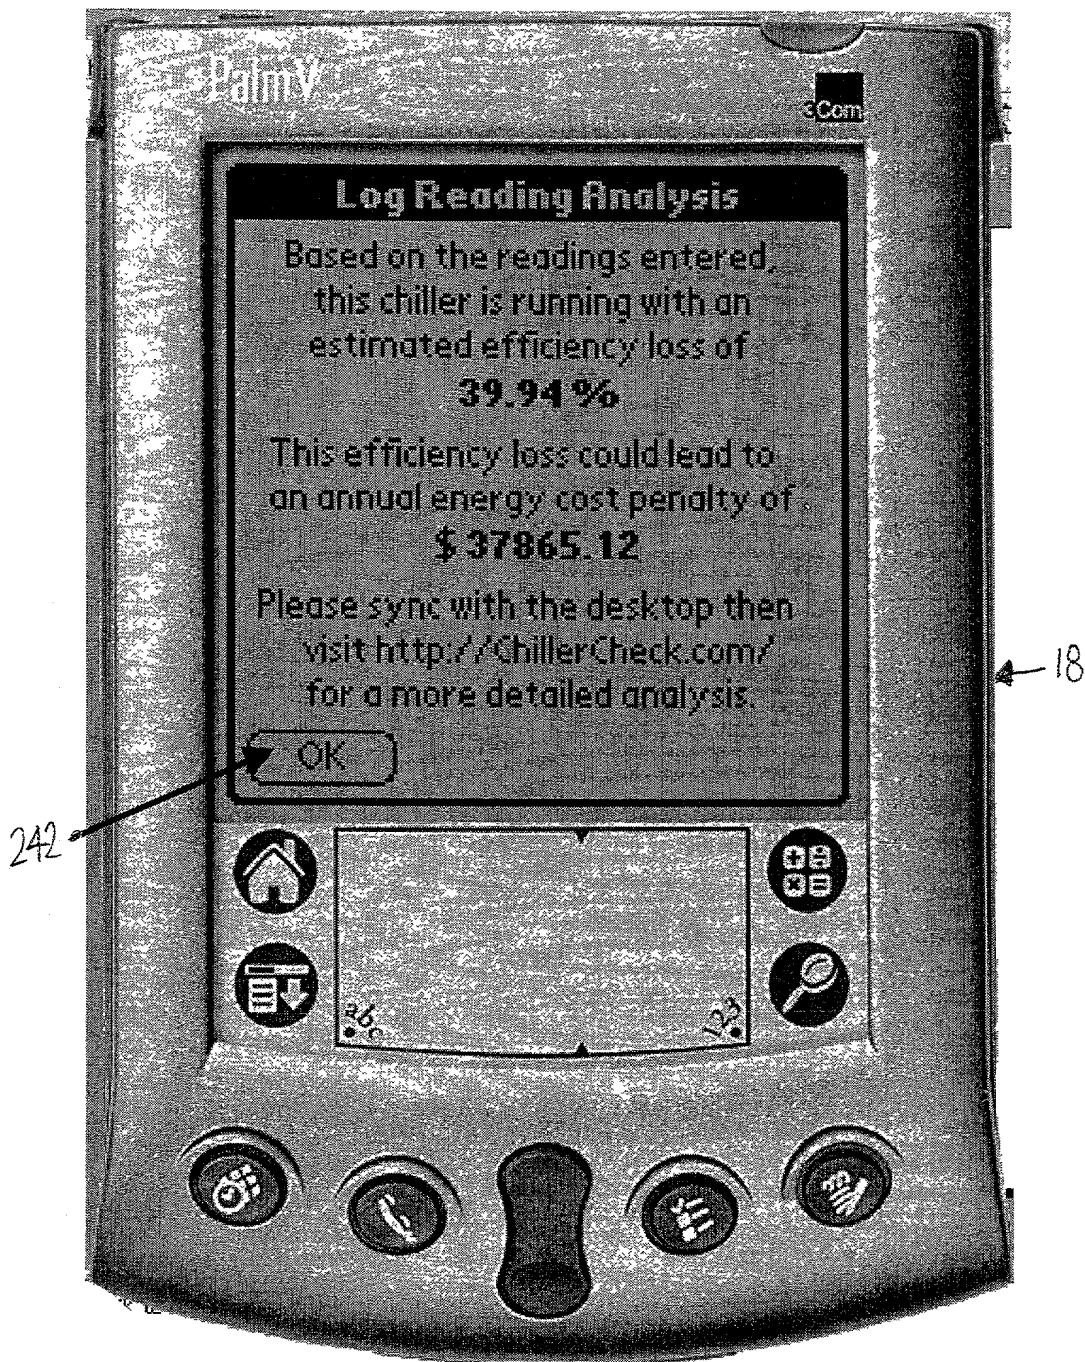 PalmV
3Com
Log Reading Analysis
Based on the readings entered,
this chiller is running with an
estimated efficiency loss of
39.94 %
This efficiency loss could lead to
an annual energy cost penalty of
$ 37865.12
Please sync with the desktop then
visit http://ChillerCheck.com/
for a more detailed analysis.
OK
18
242
abc
123